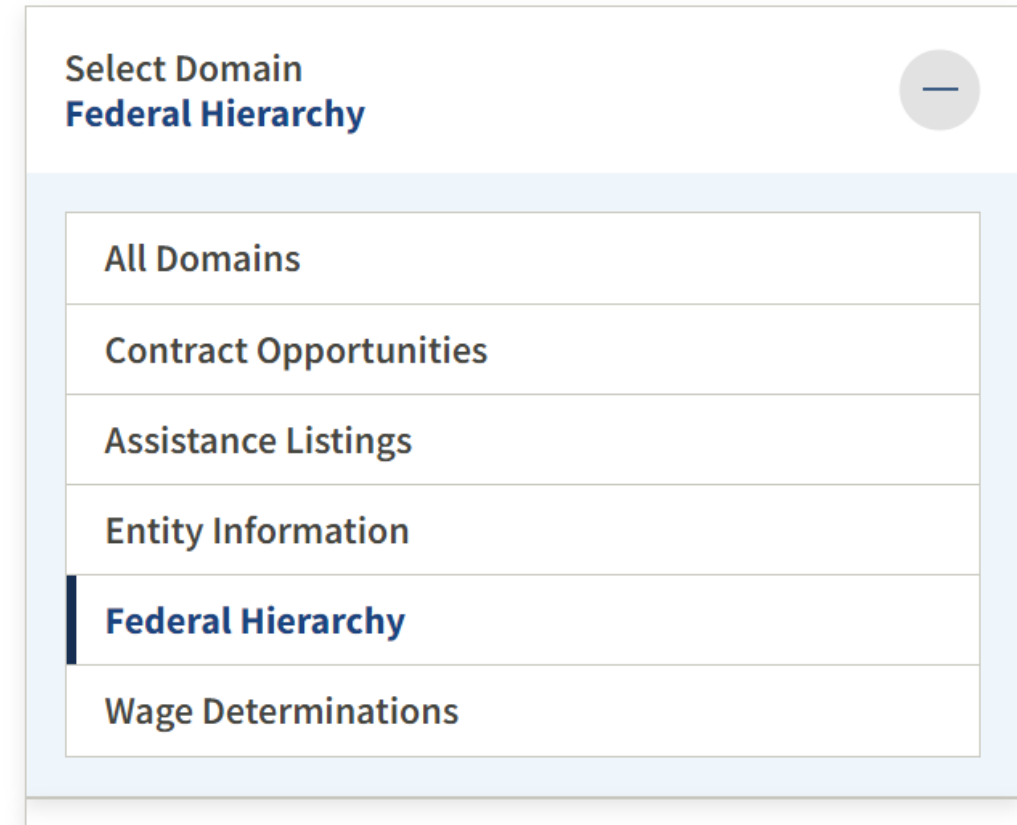 Select Domain
Federal Hierarchy
All Domains
Contract Opportunities
Assistance Listings
Entity Information
Federal Hierarchy
Wage Determinations